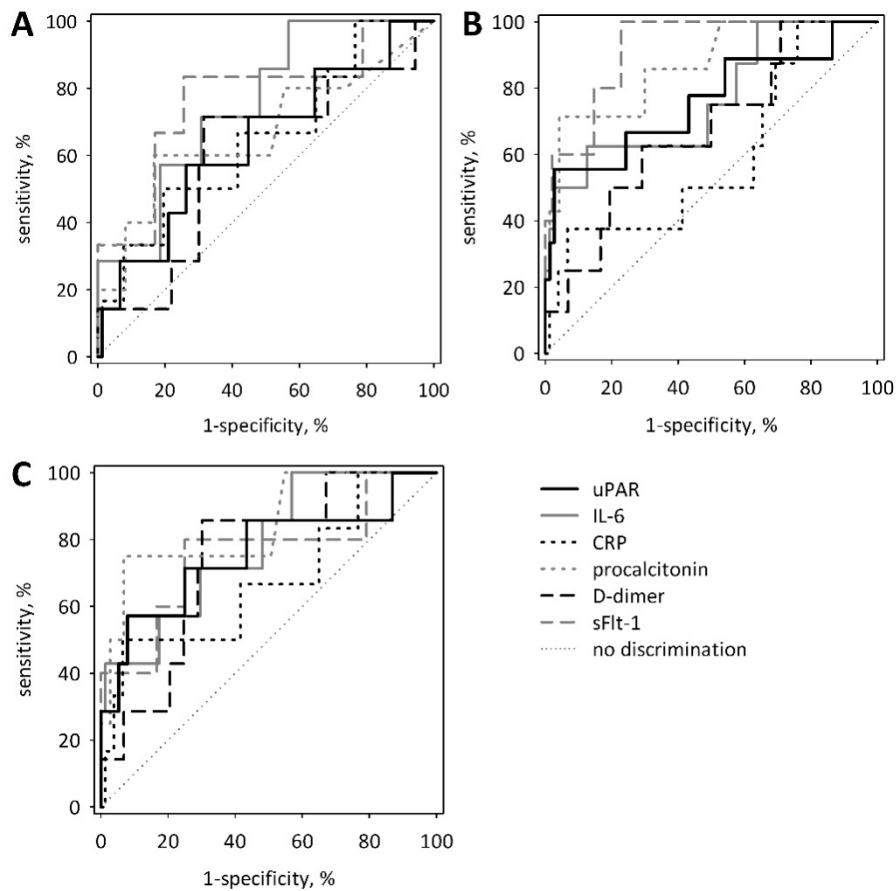 A
100
80
60
40
20
0
sensitivity, %
0 20 40 60 80 100
1-specificity, %
B
100
80
60
40
20
0
sensitivity, %
0 20 40 60 80 100
1-specificity, %
C
100
80
60
40
20
0
sensitivity, %
0 20 40 60 80 100
1-specificity, %
uPAR
IL-6
CRP
procalcitonin
D-dimer
sFlt-1
no discrimination